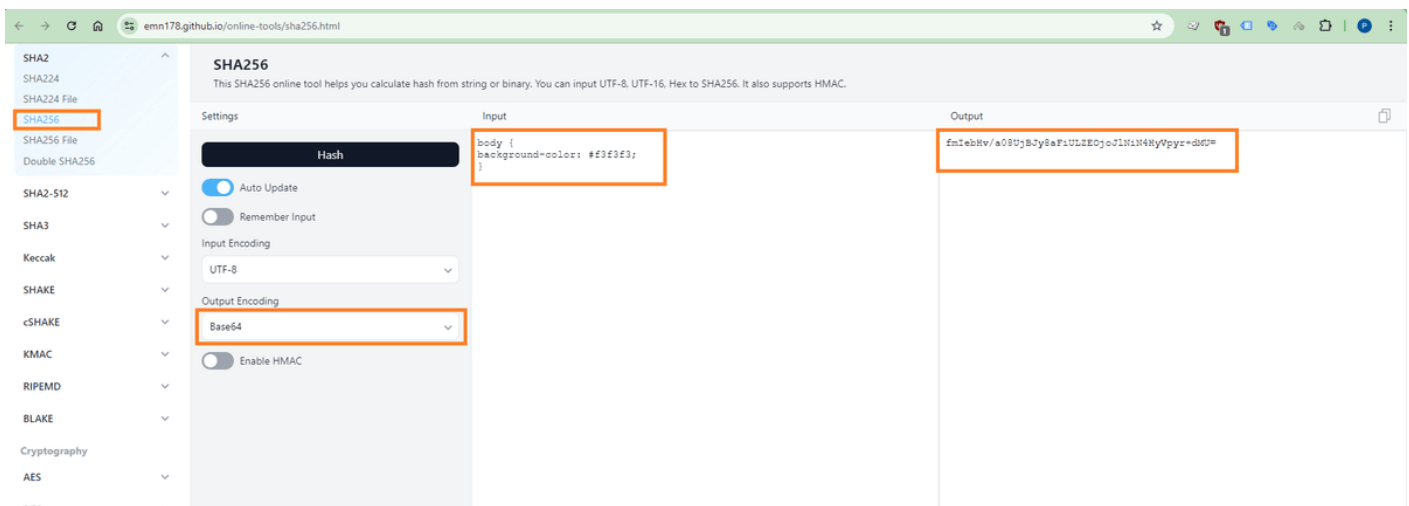 emn178.github.io/online-tools/sha256.html
SHA2
SHA224
SHA224 File
SHA256
SHA256 File
Double SHA256
SHA2-512
SHA3
Keccak
SHAKE
cSHAKE
KMAC
RIPEMD
BLAKE
Cryptography
AES
SHA256
This SHA256 online tool helps you calculate hash from string or binary. You can input UTF-8, UTF-16, Hex to SHA256. It also supports HMAC.
Settings
Hash
Auto Update
Remember Input
Input Encoding
UTF-8
Output Encoding
Base64
Enable HMAC
Input
body {
background-color: #f3f3f3;
}
Output
1
P